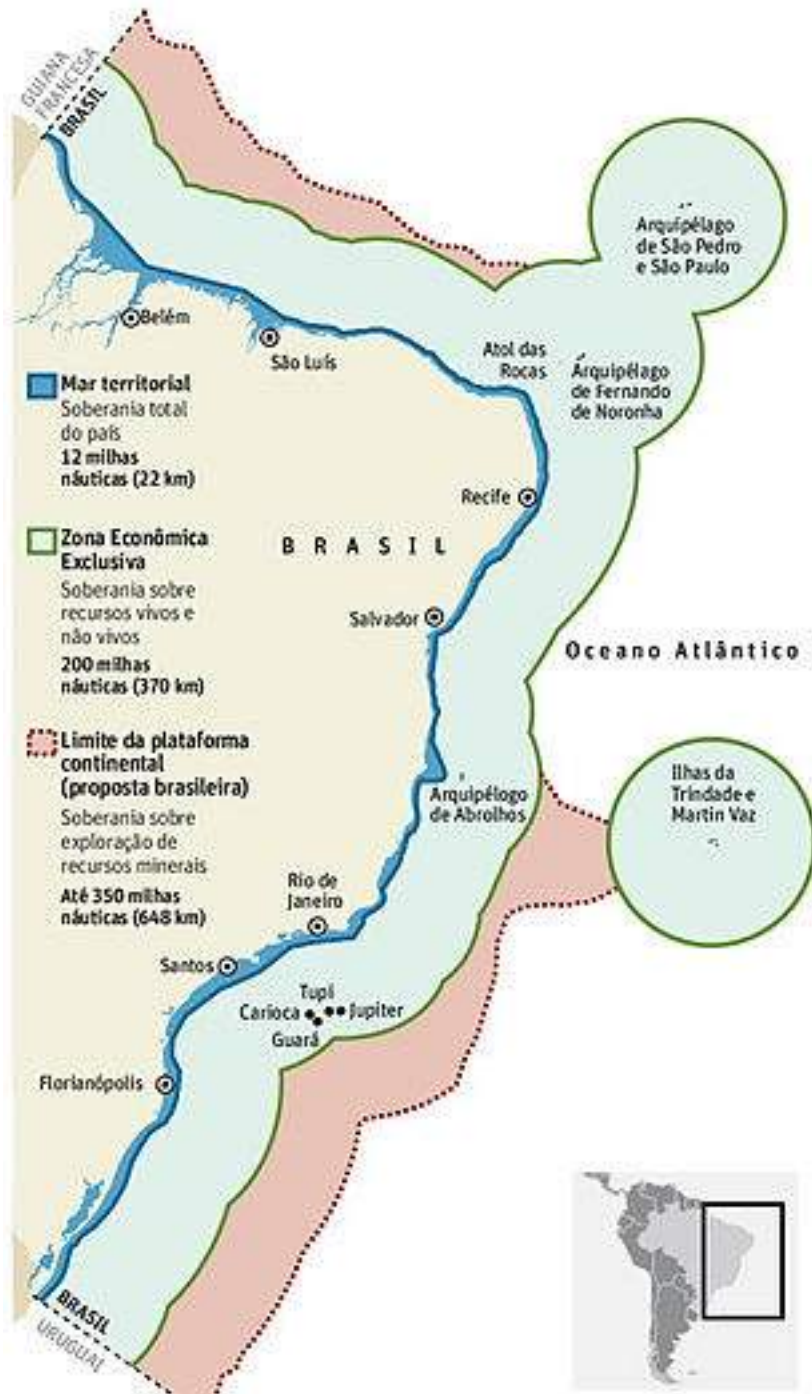 GUIANA
FRANCESA
BRASIL
Arquipélago
de São Pedro
e São Paulo
Belém
São Luís
Atol das
Rocas
Arquipélago
de Fernando
de Noronha
Mar territorial
Soberania total
do país
12 milhas
náuticas (22 km)
Recife
BRASIL
Zona Econômica
Exclusiva
Soberania sobre
recursos vivos e
não vivos
200 milhas
náuticas (370 km)
Salvador
Oceano Atlântico
Limite da plataforma
continental
(proposta brasileira)
Soberania sobre
exploração de
recursos minerais
Até 350 milhas
náuticas (648 km)
Arquipélogo
de Abrolhos
Ilhas da
Trindade e
Martin Vaz
Rio de
Janeiro
Santos
Tupi
Carioca
Jupiter
Guará
Florianópolis
BRASIL
URUGUAI